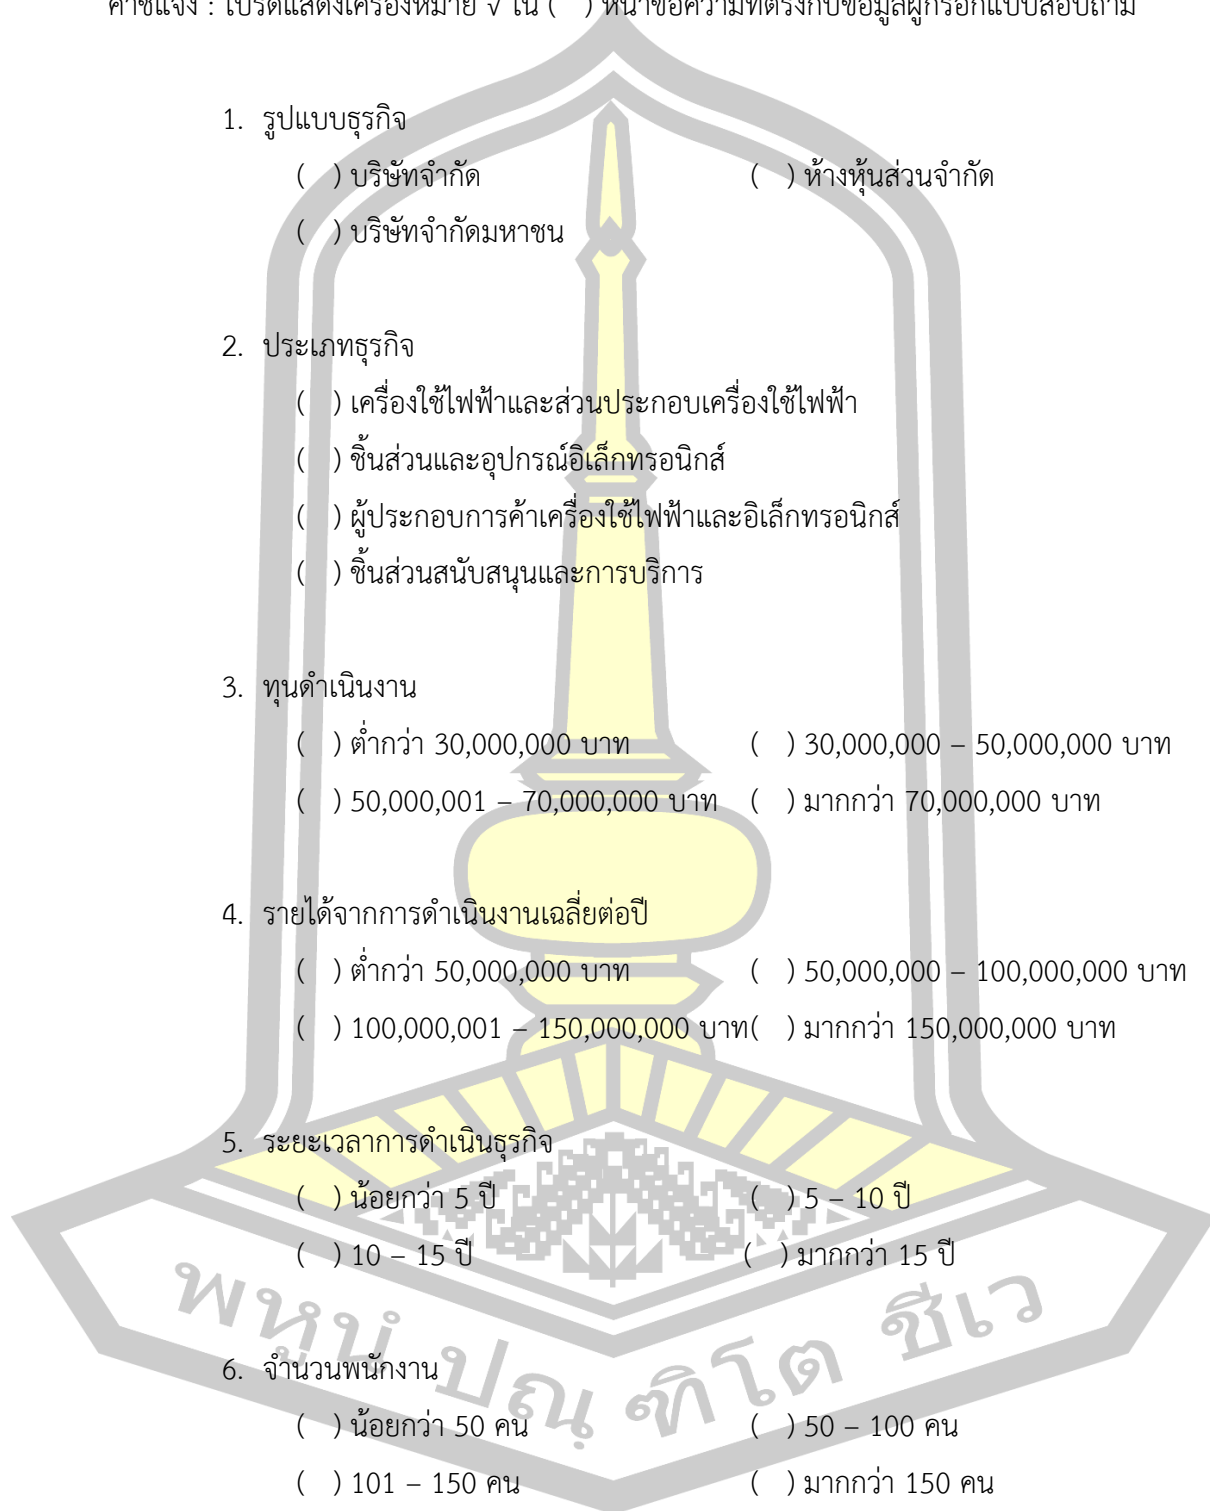 คำชี้แจง : โปรดแสดงเครื่องหมาย √ ใน ( ) หน้าข้อความที่ตรงกับข้อมูลผู้กรอกแบบสอบถาม
1. รูปแบบธุรกิจ
( ) บริษัทจำกัด ( ) ห้างหุ้นส่วนจำกัด
( ) บริษัทจำกัดมหาชน
2. ประเภทธุรกิจ
( ) เครื่องใช้ไฟฟ้าและส่วนประกอบเครื่องใช้ไฟฟ้า
( ) ชิ้นส่วนและอุปกรณ์อิเล็กทรอนิกส์
( ) ผู้ประกอบการค้าเครื่องใช้ไฟฟ้าและอิเล็กทรอนิกส์
( ) ชิ้นส่วนสนับสนุนและการบริการ
3. ทุนดำเนินงาน
( ) ต่ำกว่า 30,000,000 บาท ( ) 30,000,000 – 50,000,000 บาท
( ) 50,000,001 – 70,000,000 บาท ( ) มากกว่า 70,000,000 บาท
4. รายได้จากการดำเนินงานเฉลี่ยต่อปี
( ) ต่ำกว่า 50,000,000 บาท ( ) 50,000,000 – 100,000,000 บาท
( ) 100,000,001 – 150,000,000 บาท( ) มากกว่า 150,000,000 บาท
5. ระยะเวลาการดำเนินธุรกิจ
( ) น้อยกว่า 5 ปี ( ) 5 – 10 ปี
( ) 10 – 15 ปี ( ) มากกว่า 15 ปี
พหูนํ ปณฺฑิโต ชีเว
6. จำนวนพนักงาน
( ) น้อยกว่า 50 คน ( ) 50 – 100 คน
( ) 101 – 150 คน ( ) มากกว่า 150 คน